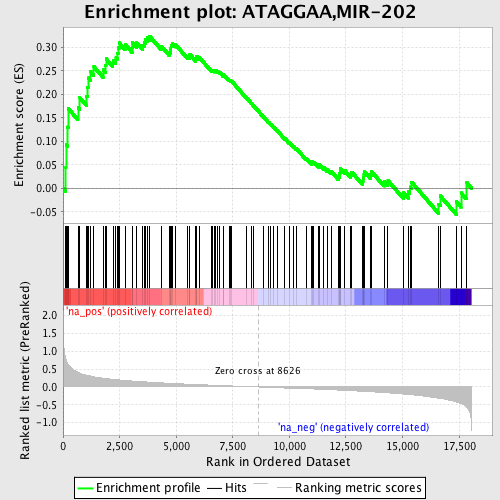 Enrichment plot: ATAGGAA,MIR-202
Enrichment score (ES)
0.30
0.25
0.20
0.15
0.10
0.05
0.00
-0.05
'na_pos' (positively correlated)
Ranked list metric (PreRanked)
2.0
1.5
1.0
0.5
0.0
-0.5
-1.0
Zero cross at 8626
'na_neg' (negatively correlated)
0
2,500
5,000
7,500
10,000
12,500
15,000
17,500
Rank in Ordered Dataset
Enrichment profile
Hits
Ranking metric scores